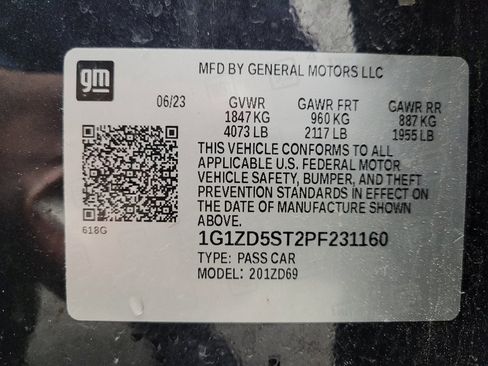 gm
MFD BY GENERAL MOTORS LLC
06/23 GVWR GAWR FRT GAWR RR
1847 KG 960 KG 887 KG
4073 LB 2117 LB 1955 LB
THIS VEHICLE CONFORMS TO ALL
APPLICABLE U.S. FEDERAL MOTOR
VEHICLE SAFETY, BUMPER, AND THEFT
PREVENTION STANDARDS IN EFFECT ON
THE DATE OF MANUFACTURE SHOWN
ABOVE.
618G
1G1ZD5ST2PF231160
TYPE: PASS CAR
MODEL: 201ZD69